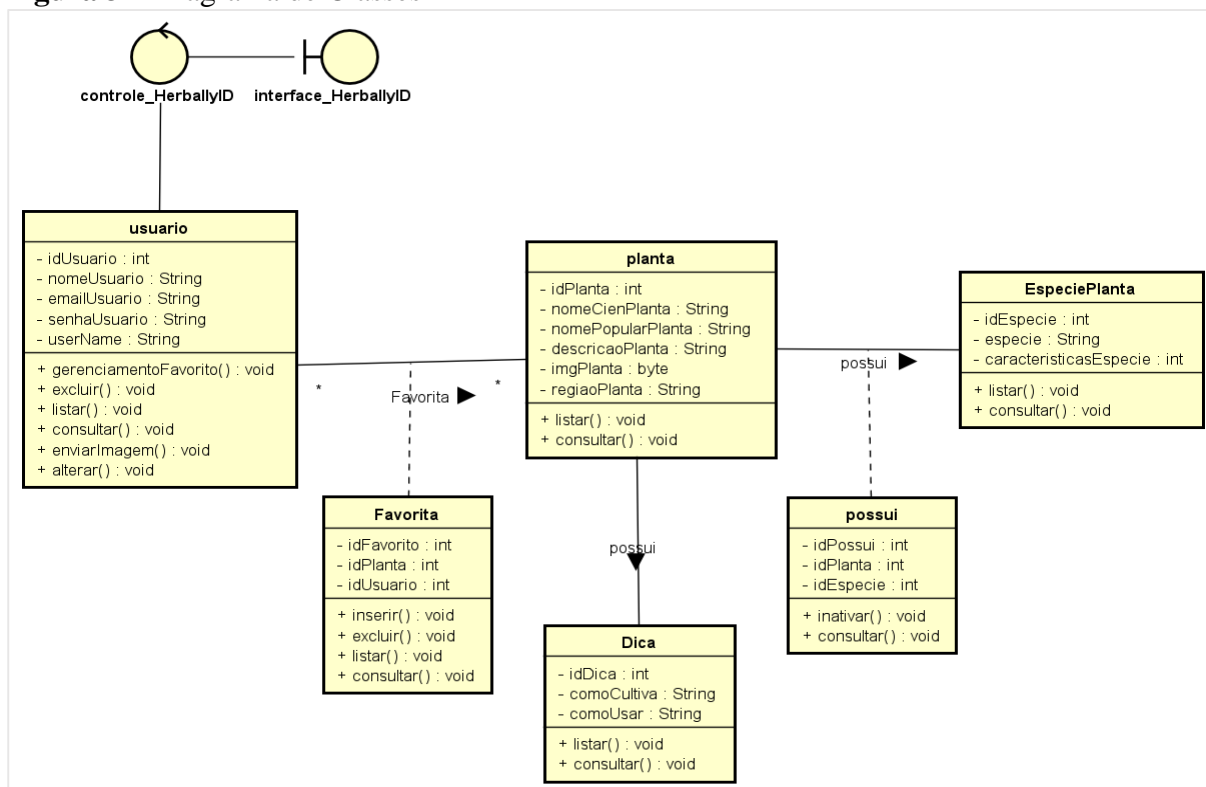 controle_HerballyID
interface_HerballyID
usuario
- idUsuario : int
- nomeUsuario : String
- emailUsuario : String
- senhaUsuario : String
- userName : String
+ gerenciamentoFavorito() : void
+ excluir() : void
+ listar() : void
+ consultar() : void
+ enviarImagem() : void
+ alterar() : void
*
Favorita
*
planta
- idPlanta : int
- nomeCienPlanta : String
- nomePopularPlanta : String
- descricaoPlanta : String
- imgPlanta : byte
- regiaoPlanta : String
+ listar() : void
+ consultar() : void
possui
EspeciePlanta
- idEspecie : int
- especie : String
- caracteristicasEspecie : int
+ listar() : void
+ consultar() : void
Favorita
- idFavorito : int
- idPlanta : int
- idUsuario : int
+ inserir() : void
+ excluir() : void
+ listar() : void
+ consultar() : void
possui
possui
- idPossui : int
- idPlanta : int
- idEspecie : int
+ inativar() : void
+ consultar() : void
Dica
- idDica : int
- comoCultiva : String
- comoUsar : String
+ listar() : void
+ consultar() : void